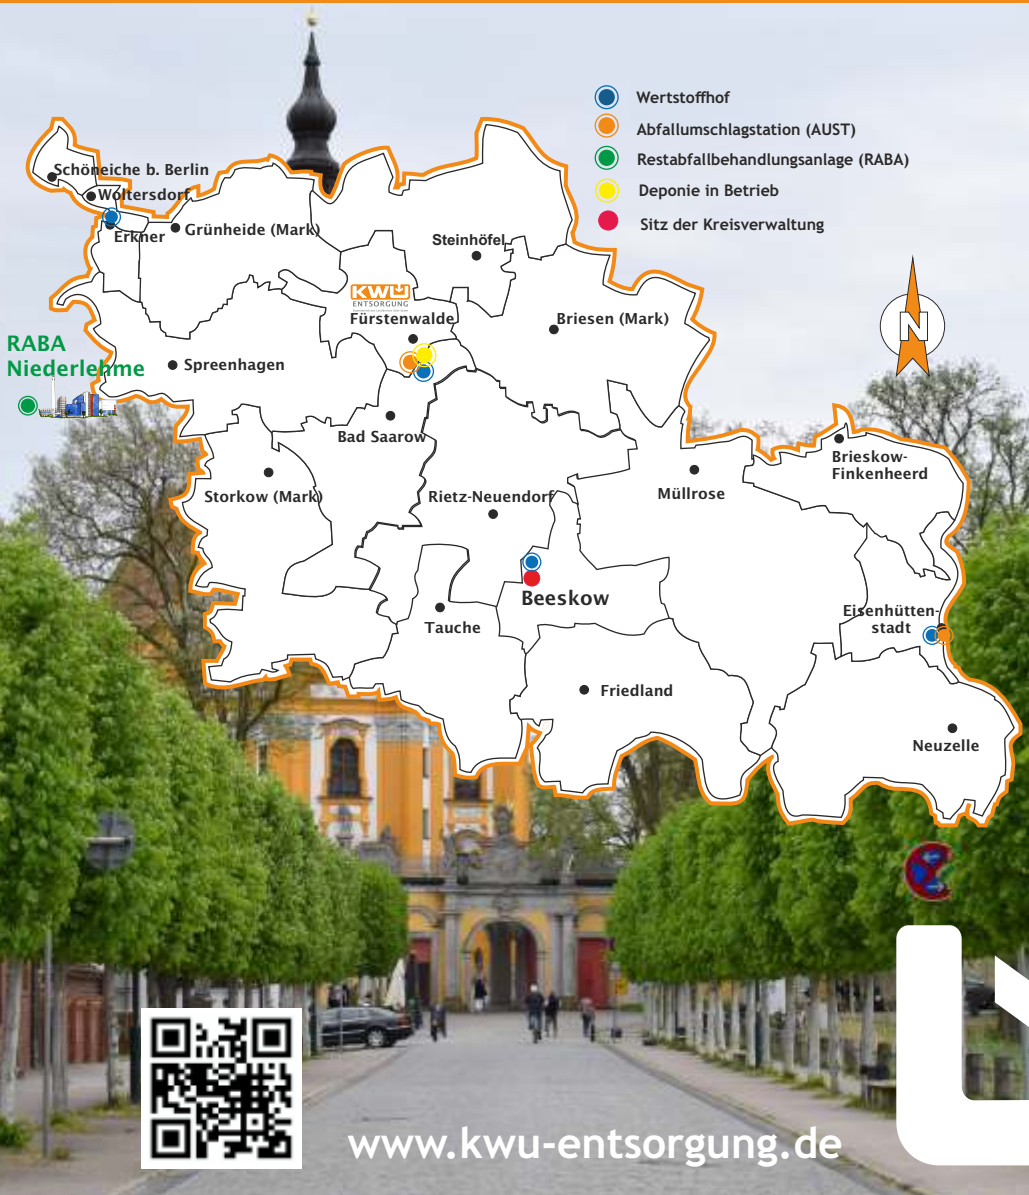 Wertstoffhof
Abfallumschlagstation (AUST)
Restabfallbehandlungsanlage (RABA)
Deponie in Betrieb
Sitz der Kreisverwaltung
Schöneiche b. Berlin
Woltersdorf
Erkner
Grünheide (Mark)
Steinhöfel
KWU
ENTSORGUNG
Fürstenwalde
Briesen (Mark)
N
RABA
Niederlehme
Spreenhagen
Bad Saarow
Storkow (Mark)
Rietz-Neuendorf
Müllrose
Brieskow-
Finkenheerd
Beeskow
Tauche
Eisenhütten-
stadt
Friedland
Neuzelle
www.kwu-entsorgung.de